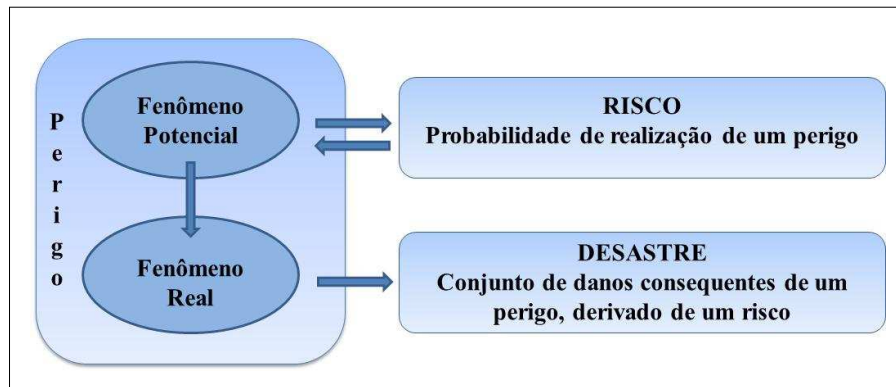 Perigo
Fenômeno
Potencial
Fenômeno
Real
RISCO
Probabilidade de realização de um perigo
DESASTRE
Conjunto de danos consequentes de um
perigo, derivado de um risco